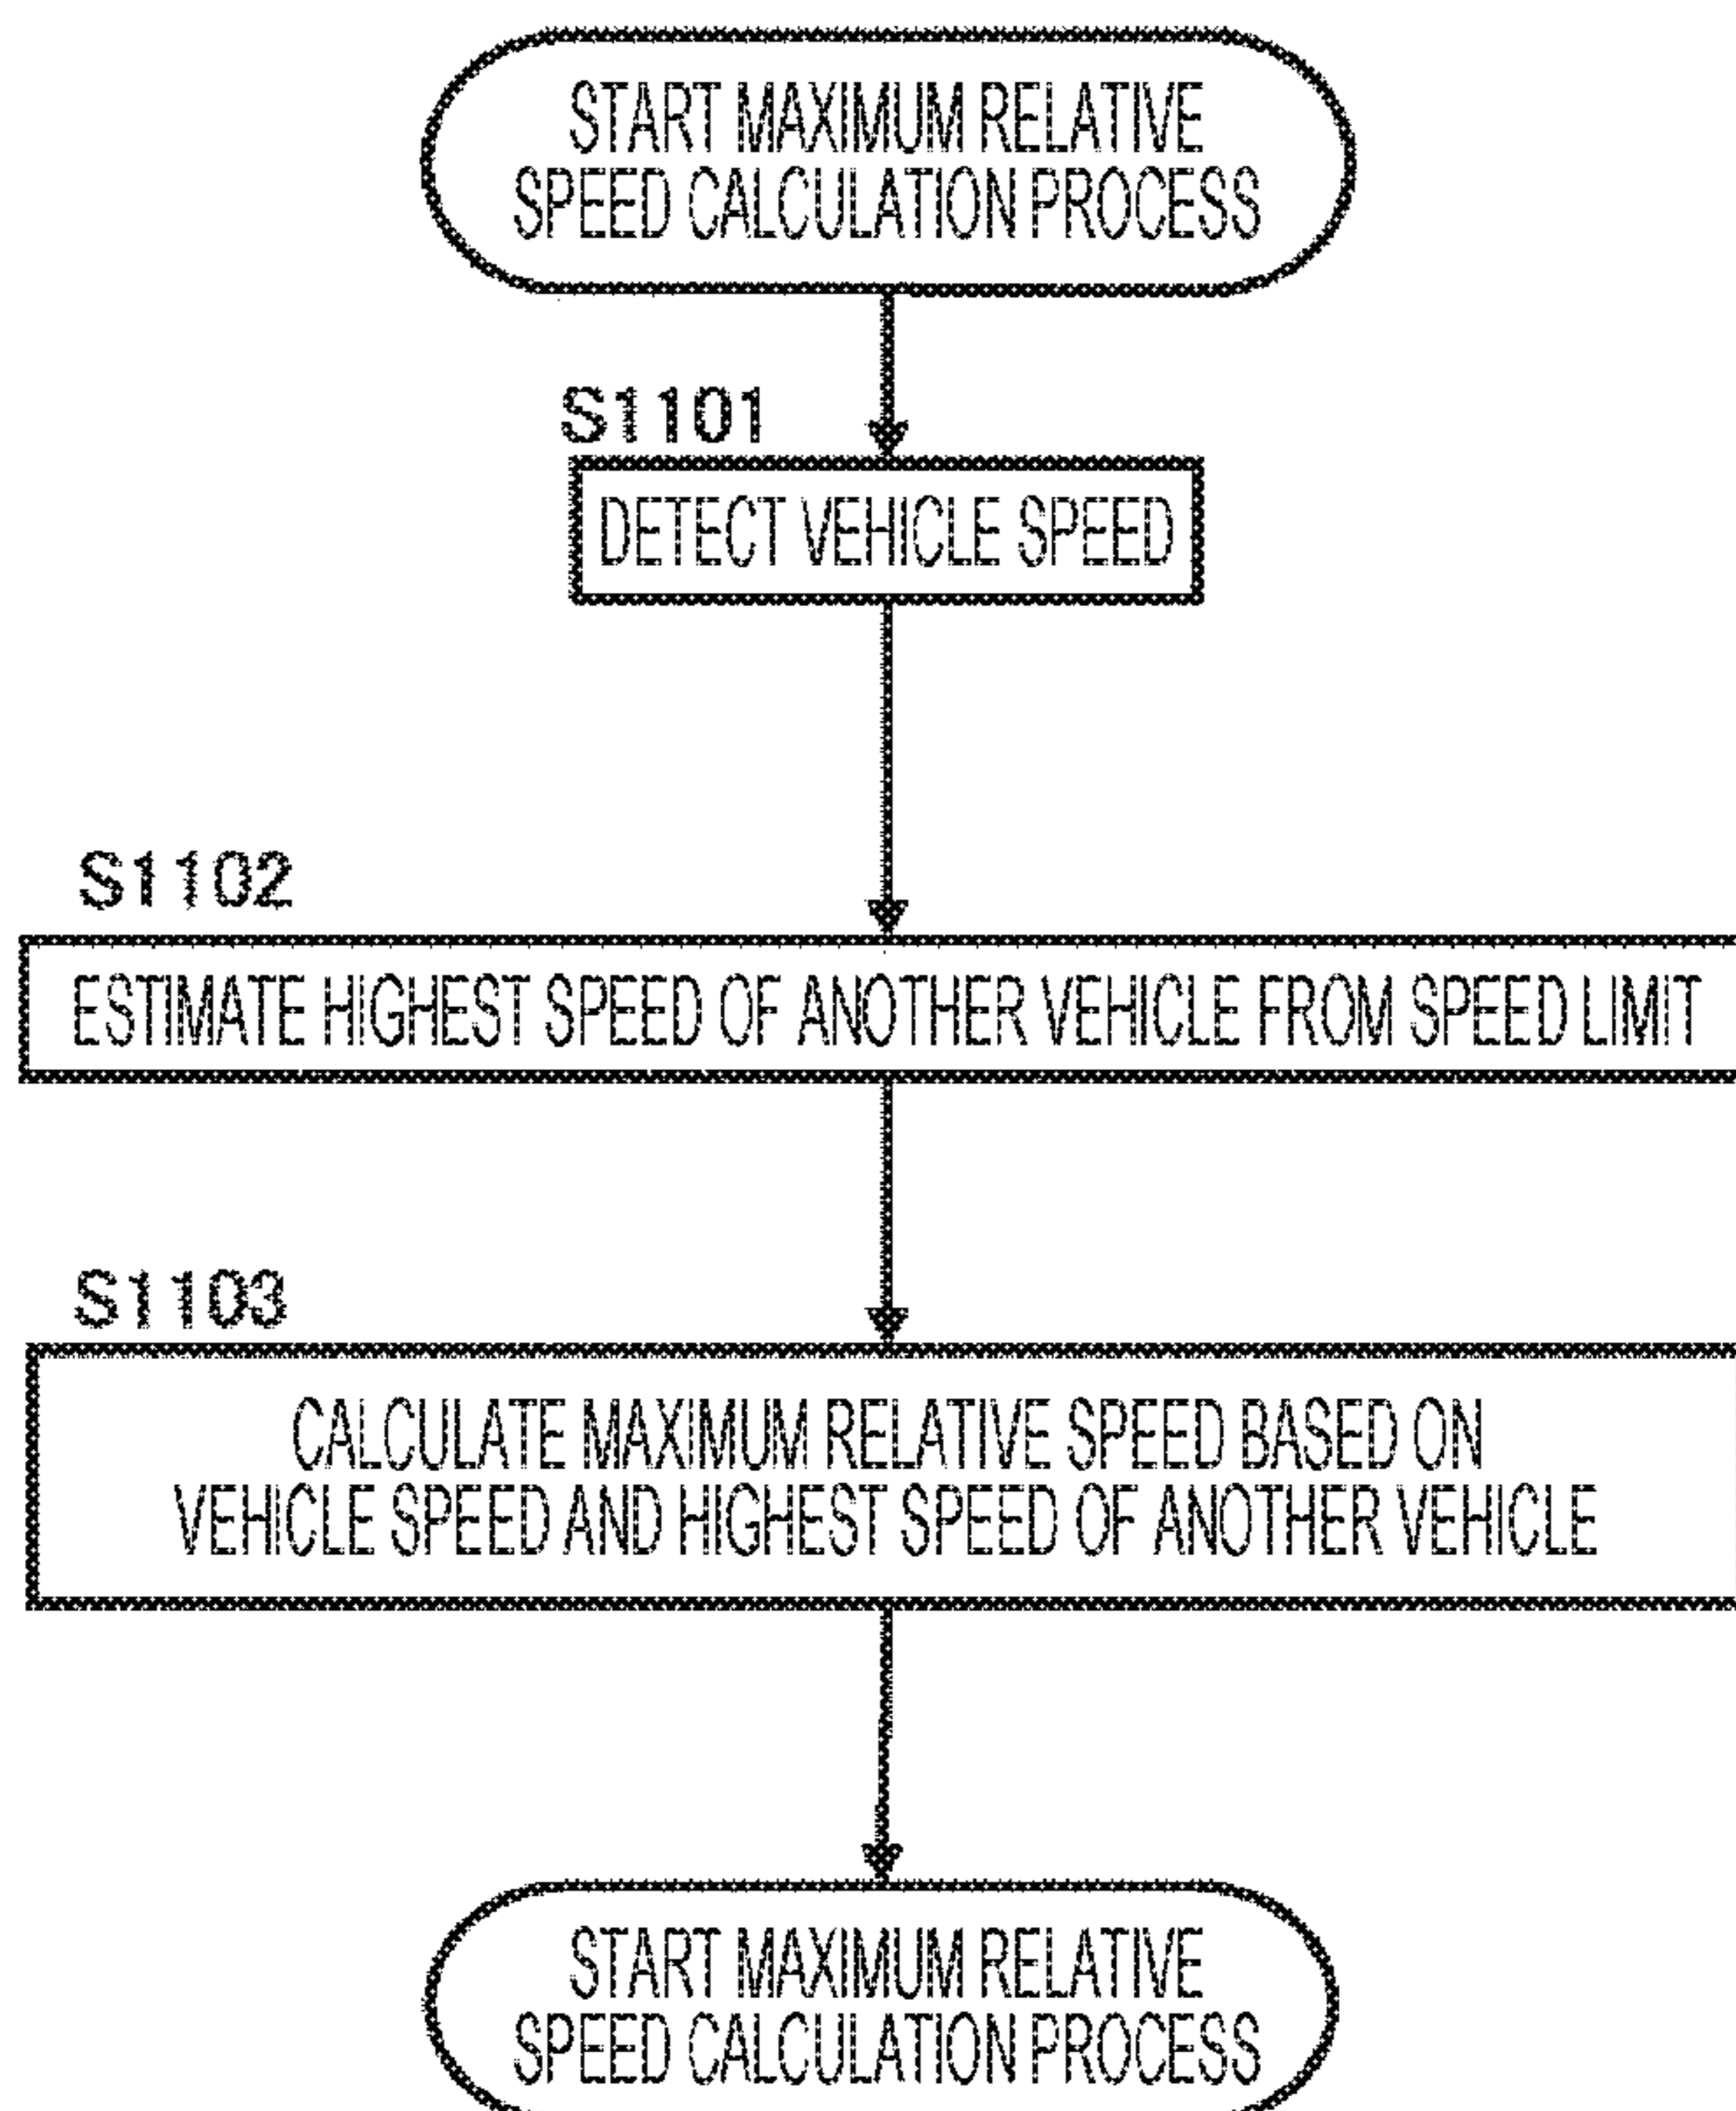 START MAXIMUM RELATIVE
SPEED CALCULATION PROCESS
S1101
DETECT VEHICLE SPEED
S1102
ESTIMATE HIGHEST SPEED OF ANOTHER VEHICLE FROM SPEED LIMIT
S1103
CALCULATE MAXIMUM RELATIVE SPEED BASED ON
VEHICLE SPEED AND HIGHEST SPEED OF ANOTHER VEHICLE
START MAXIMUM RELATIVE
SPEED CALCULATION PROCESS